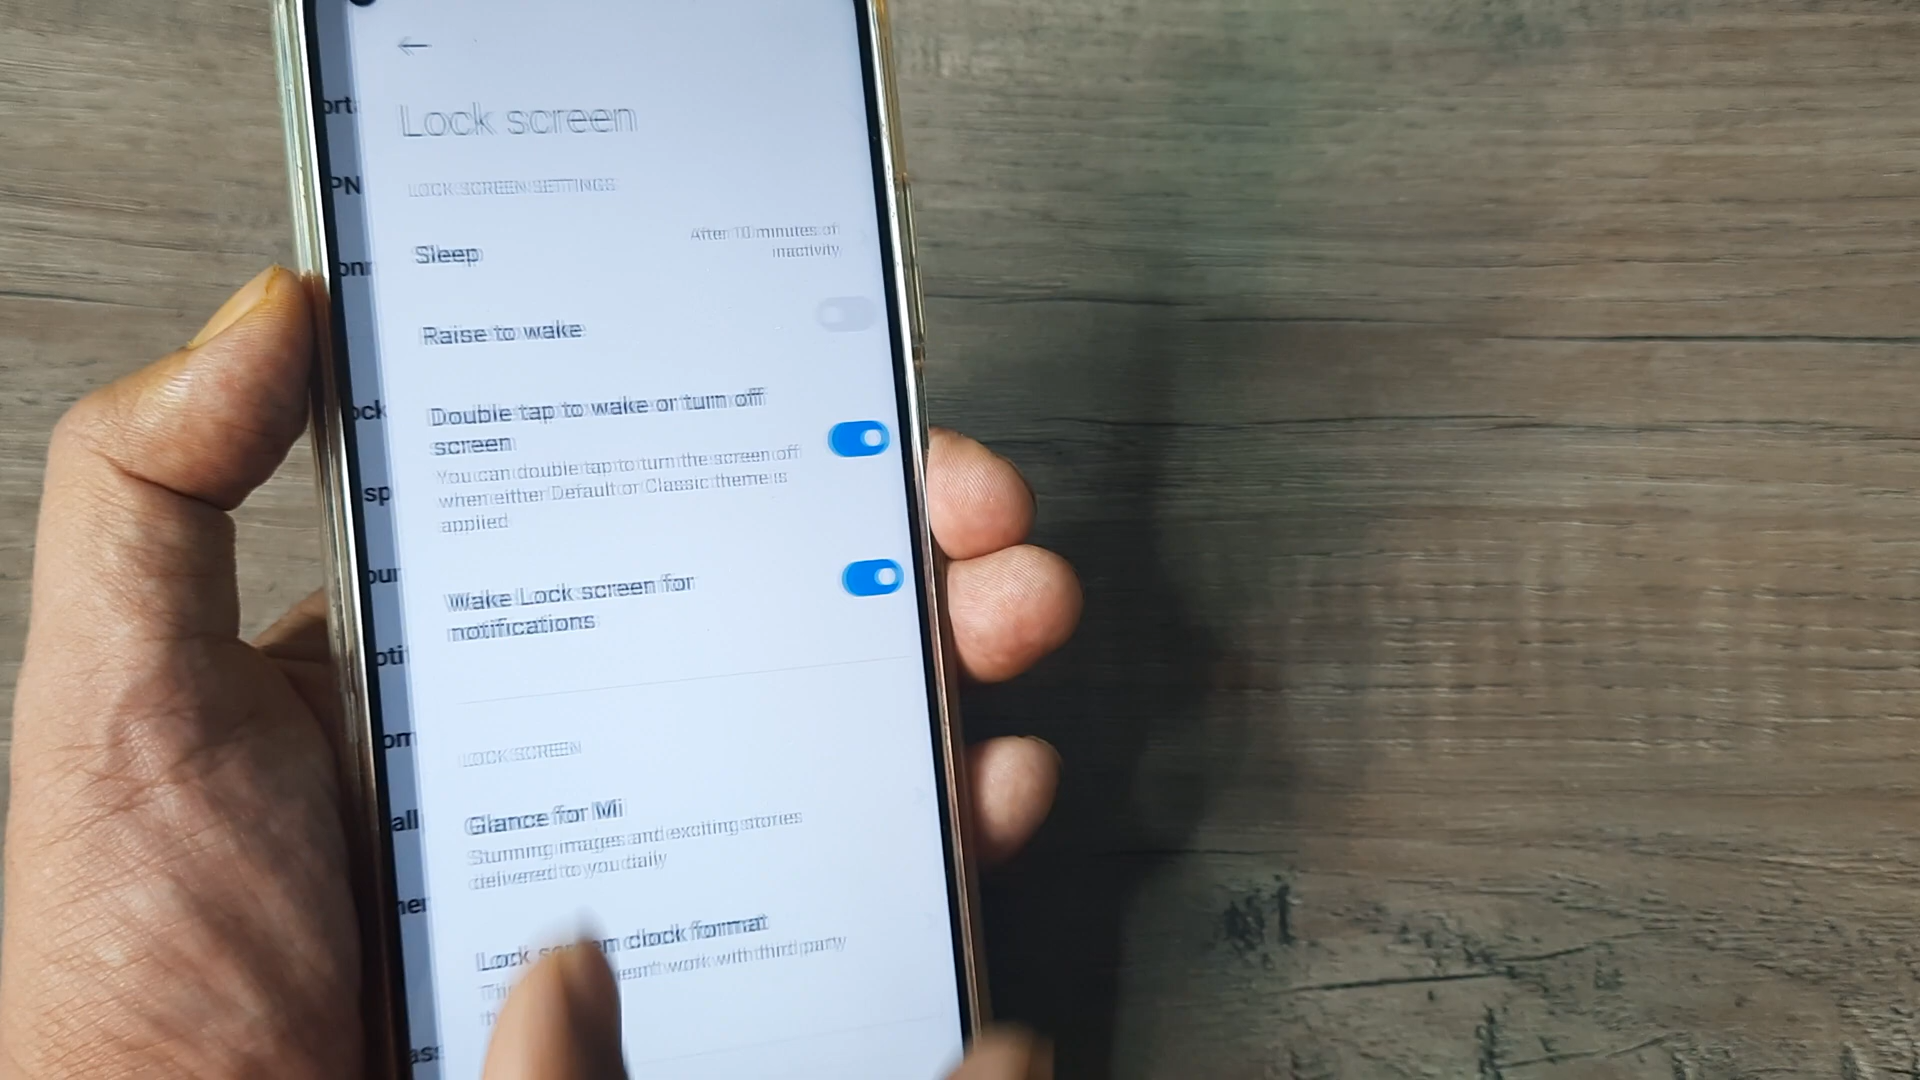 Lock screen
LOCK SCREEN SETTINGS
Sleep
After 10 minutes of
inactivity
Raise to wake
Double tap to wake or turn off
screen
You can double tap to turn the screen off
when either Default or Classic theme is
applied
Wake Lock screen for
notifications
LOCK SCREEN
Glance for Mi
Stunning images and exciting stories
delivered to you daily
Lock screen clock format
work with third party